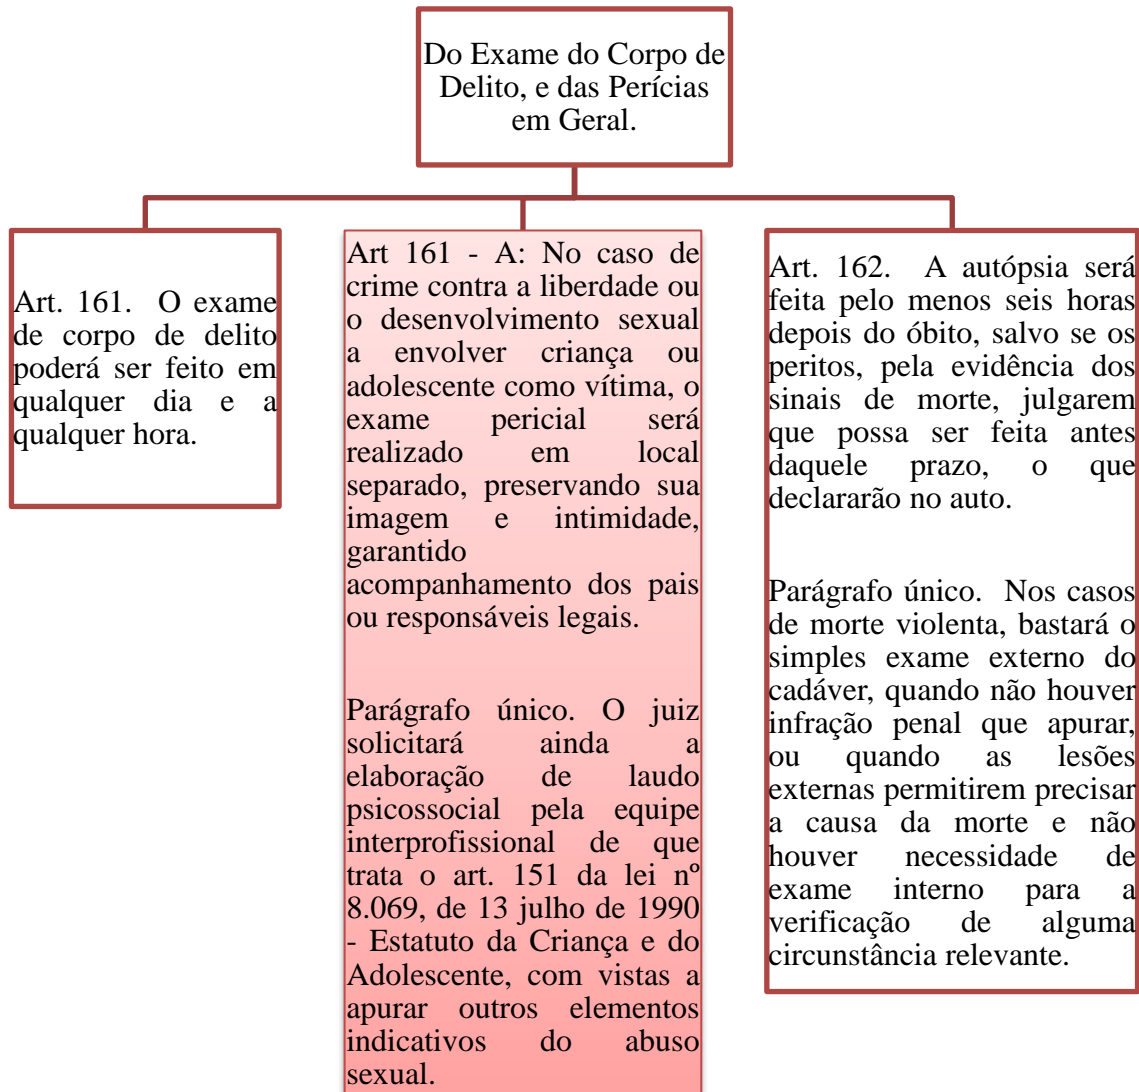 Do Exame do Corpo de
Delito, e das Perícias
em Geral.
Art. 161. O exame
de corpo de delito
poderá ser feito em
qualquer dia e a
qualquer hora.
Art 161 - A: No caso de
crime contra a liberdade ou
o desenvolvimento sexual
a envolver criança ou
adolescente como vítima, o
exame pericial será
realizado em local
separado, preservando sua
imagem e intimidade,
garantido
acompanhamento dos pais
ou responsáveis legais.
Parágrafo único. O juiz
solicitará ainda a
elaboração de laudo
psicossocial pela equipe
interprofissional de que
trata o art. 151 da lei nº
8.069, de 13 julho de 1990
- Estatuto da Criança e do
Adolescente, com vistas a
apurar outros elementos
indicativos do abuso
sexual.
Art. 162. A autópsia será
feita pelo menos seis horas
depois do óbito, salvo se os
peritos, pela evidência dos
sinais de morte, julgarem
que possa ser feita antes
daquele prazo, o que
declararão no auto.
Parágrafo único. Nos casos
de morte violenta, bastará o
simples exame externo do
cadáver, quando não houver
infração penal que apurar,
ou quando as lesões
externas permitirem precisar
a causa da morte e não
houver necessidade de
exame interno para a
verificação de alguma
circunstância relevante.